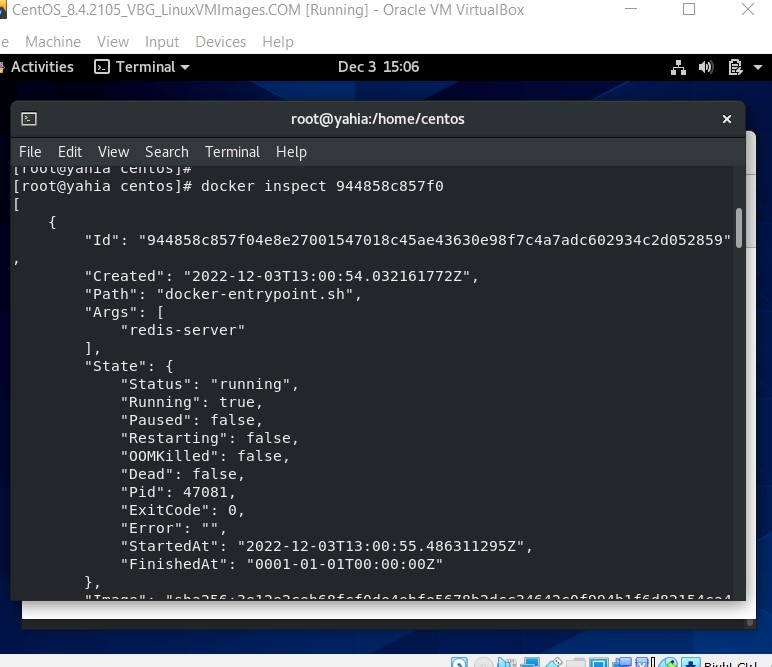 CentOS_8.4.2105_VBG_LinuxVMImages.COM [Running] - Oracle VM VirtualBox
e Machine View Input Devices Help
Activities Terminal Dec 3 15:06
root@yahia:/home/centos
File Edit View Search Terminal Help
[root@yahia centos]#
[root@yahia centos]# docker inspect 944858c857f0
[
{
"Id": "944858c857f04e8e27001547018c45ae43630e98f7c4a7adc602934c2d052859"
,
"Created": "2022-12-03T13:00:54.032161772Z",
"Path": "docker-entrypoint.sh",
"Args": [
"redis-server"
],
"State": {
"Status": "running",
"Running": true,
"Paused": false,
"Restarting": false,
"OOMKilled": false,
"Dead": false,
"Pid": 47081,
"ExitCode": 0,
"Error": "",
"StartedAt": "2022-12-03T13:00:55.486311295Z",
"FinishedAt": "0001-01-01T00:00:00Z"
},
"Image":
Right Ctrl